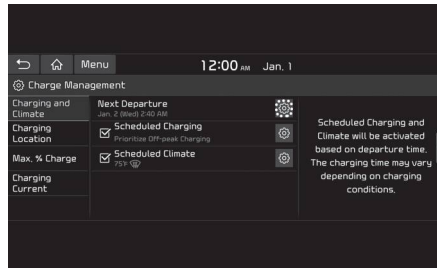 Menu
12:00 AM Jan. 1
Charge Management
Charging and
Climate
Charging
Location
Max. % Charge
Charging
Current
Next Departure
Jan. 2 (Wed) 2:40 AM
Scheduled Charging
Prioritize Off-peak Charging
Scheduled Climate
75°F
Scheduled Charging and
Climate will be activated
based on departure time.
The charging time may vary
depending on charging
conditions.